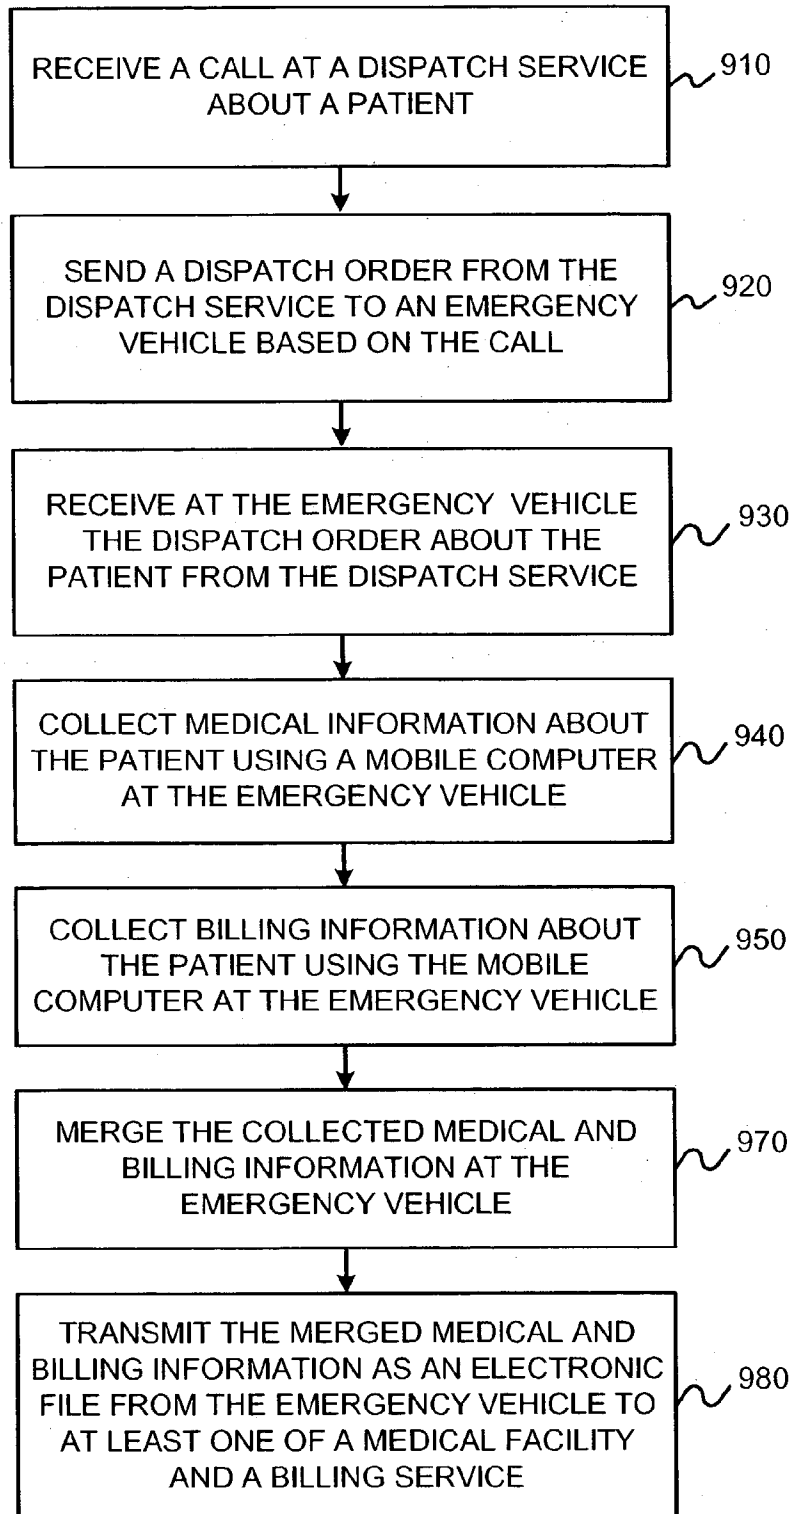 RECEIVE A CALL AT A DISPATCH SERVICE
ABOUT A PATIENT
910
SEND A DISPATCH ORDER FROM THE
DISPATCH SERVICE TO AN EMERGENCY
VEHICLE BASED ON THE CALL
920
RECEIVE AT THE EMERGENCY VEHICLE
THE DISPATCH ORDER ABOUT THE
PATIENT FROM THE DISPATCH SERVICE
930
COLLECT MEDICAL INFORMATION ABOUT
THE PATIENT USING A MOBILE COMPUTER
AT THE EMERGENCY VEHICLE
940
COLLECT BILLING INFORMATION ABOUT
THE PATIENT USING THE MOBILE
COMPUTER AT THE EMERGENCY VEHICLE
950
MERGE THE COLLECTED MEDICAL AND
BILLING INFORMATION AT THE
EMERGENCY VEHICLE
970
TRANSMIT THE MERGED MEDICAL AND
BILLING INFORMATION AS AN ELECTRONIC
FILE FROM THE EMERGENCY VEHICLE TO
AT LEAST ONE OF A MEDICAL FACILITY
AND A BILLING SERVICE
980